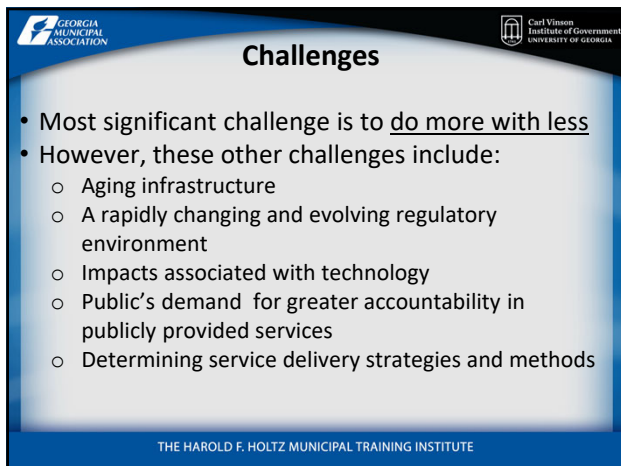 GEORGIA
MUNICIPAL
ASSOCIATION
Carl Vinson
Institute of Government
UNIVERSITY OF GEORGIA
Challenges
• Most significant challenge is to do more with less
• However, these other challenges include:
o Aging infrastructure
o A rapidly changing and evolving regulatory
environment
o Impacts associated with technology
o Public's demand  for greater accountability in
publicly provided services
o Determining service delivery strategies and methods
THE HAROLD F. HOLTZ MUNICIPAL TRAINING INSTITUTE